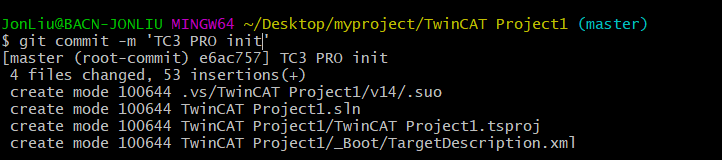 JonLiu@BACN-JONLIU MINGW64 ~/Desktop/myproject/TwinCAT Project1 (master)
$ git commit -m 'TC3 PRO init'
[master (root-commit) e6ac757] TC3 PRO init
 4 files changed, 53 insertions(+)
 create mode 100644 .vs/TwinCAT Project1/v14/.suo
 create mode 100644 TwinCAT Project1.sln
 create mode 100644 TwinCAT Project1/TwinCAT Project1.tsproj
 create mode 100644 TwinCAT Project1/_Boot/TargetDescription.xml